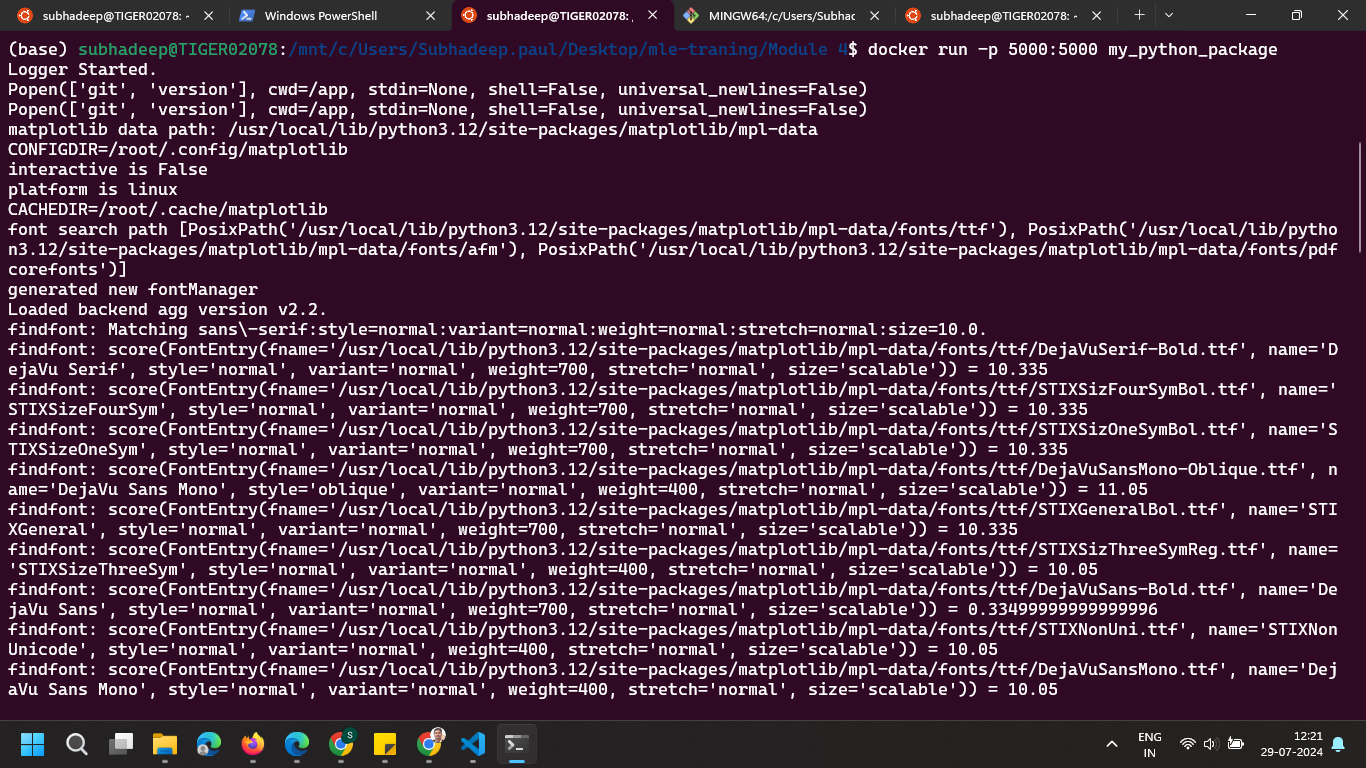 subhadeep@TIGER02078: ~
Windows PowerShell
subhadeep@TIGER02078: /
MINGW64:/c/Users/Subhac
subhadeep@TIGER02078: ~
(base) subhadeep@TIGER02078:/mnt/c/Users/Subhadeep.paul/Desktop/mle-traning/Module 4$ docker run -p 5000:5000 my_python_package
Logger Started.
Popen(['git', 'version'], cwd=/app, stdin=None, shell=False, universal_newlines=False)
Popen(['git', 'version'], cwd=/app, stdin=None, shell=False, universal_newlines=False)
matplotlib data path: /usr/local/lib/python3.12/site-packages/matplotlib/mpl-data
CONFIGDIR=/root/.config/matplotlib
interactive is False
platform is linux
CACHEDIR=/root/.cache/matplotlib
font search path [PosixPath('/usr/local/lib/python3.12/site-packages/matplotlib/mpl-data/fonts/ttf'), PosixPath('/usr/local/lib/pytho
n3.12/site-packages/matplotlib/mpl-data/fonts/afm'), PosixPath('/usr/local/lib/python3.12/site-packages/matplotlib/mpl-data/fonts/pdf
corefonts')]
generated new fontManager
Loaded backend agg version v2.2.
findfont: Matching sans\-serif:style=normal:variant=normal:weight=normal:stretch=normal:size=10.0.
findfont: score(FontEntry(fname='/usr/local/lib/python3.12/site-packages/matplotlib/mpl-data/fonts/ttf/DejaVuSerif-Bold.ttf', name='D
ejaVu Serif', style='normal', variant='normal', weight=700, stretch='normal', size='scalable')) = 10.335
findfont: score(FontEntry(fname='/usr/local/lib/python3.12/site-packages/matplotlib/mpl-data/fonts/ttf/STIXSizFourSymBol.ttf', name='
STIXSizeFourSym', style='normal', variant='normal', weight=700, stretch='normal', size='scalable')) = 10.335
findfont: score(FontEntry(fname='/usr/local/lib/python3.12/site-packages/matplotlib/mpl-data/fonts/ttf/STIXSizOneSymBol.ttf', name='S
TIXSizeOneSym', style='normal', variant='normal', weight=700, stretch='normal', size='scalable')) = 10.335
findfont: score(FontEntry(fname='/usr/local/lib/python3.12/site-packages/matplotlib/mpl-data/fonts/ttf/DejaVuSansMono-Oblique.ttf', n
ame='DejaVu Sans Mono', style='oblique', variant='normal', weight=400, stretch='normal', size='scalable')) = 11.05
findfont: score(FontEntry(fname='/usr/local/lib/python3.12/site-packages/matplotlib/mpl-data/fonts/ttf/STIXGeneralBol.ttf', name='STI
XGeneral', style='normal', variant='normal', weight=700, stretch='normal', size='scalable')) = 10.335
findfont: score(FontEntry(fname='/usr/local/lib/python3.12/site-packages/matplotlib/mpl-data/fonts/ttf/STIXSizThreeSymReg.ttf', name=
'STIXSizeThreeSym', style='normal', variant='normal', weight=400, stretch='normal', size='scalable')) = 10.05
findfont: score(FontEntry(fname='/usr/local/lib/python3.12/site-packages/matplotlib/mpl-data/fonts/ttf/DejaVuSans-Bold.ttf', name='De
jaVu Sans', style='normal', variant='normal', weight=700, stretch='normal', size='scalable')) = 0.33499999999999996
findfont: score(FontEntry(fname='/usr/local/lib/python3.12/site-packages/matplotlib/mpl-data/fonts/ttf/STIXNonUni.ttf', name='STIXNon
Unicode', style='normal', variant='normal', weight=400, stretch='normal', size='scalable')) = 10.05
findfont: score(FontEntry(fname='/usr/local/lib/python3.12/site-packages/matplotlib/mpl-data/fonts/ttf/DejaVuSansMono.ttf', name='Dej
aVu Sans Mono', style='normal', variant='normal', weight=400, stretch='normal', size='scalable')) = 10.05
S
ENG
IN
12:21
29-07-2024